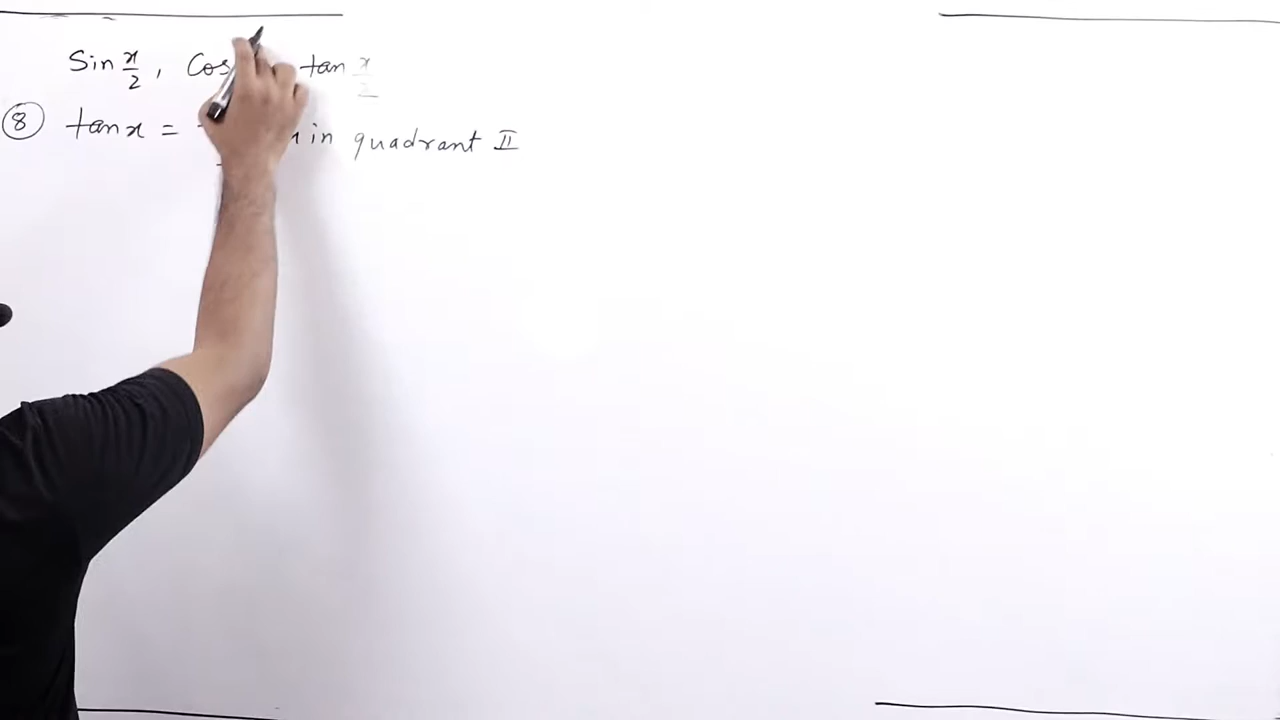 Sin x/2, Cos tan x/2
⑧ tan x = in quadrant II